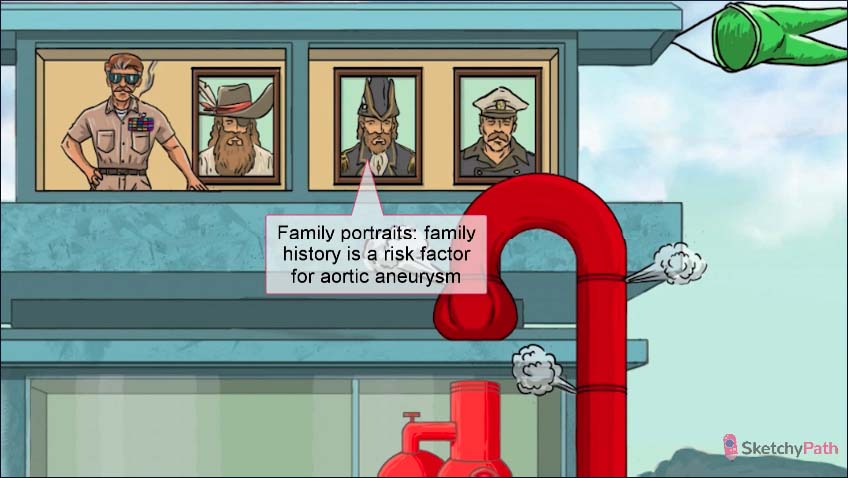 Family portraits: family
history is a risk factor
for aortic aneurysm
SketchyPath